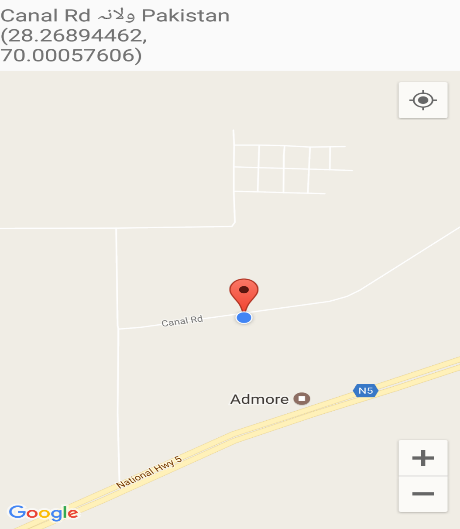 Canal Rd ولانہ Pakistan
(28.26894462,
70.00057606)
Canal Rd
N5
Admore
National Hwy 5
Google